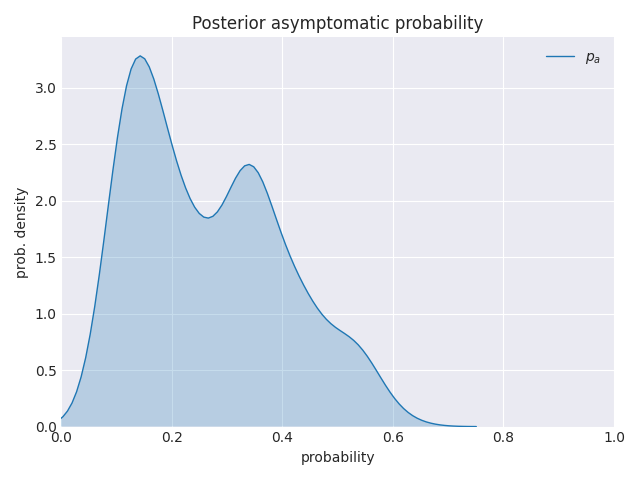 Posterior asymptomatic probability
pₐ
3.0
2.5
2.0
1.5
1.0
0.5
0.0
prob. density
0.0 0.2 0.4 0.6 0.8 1.0
probability